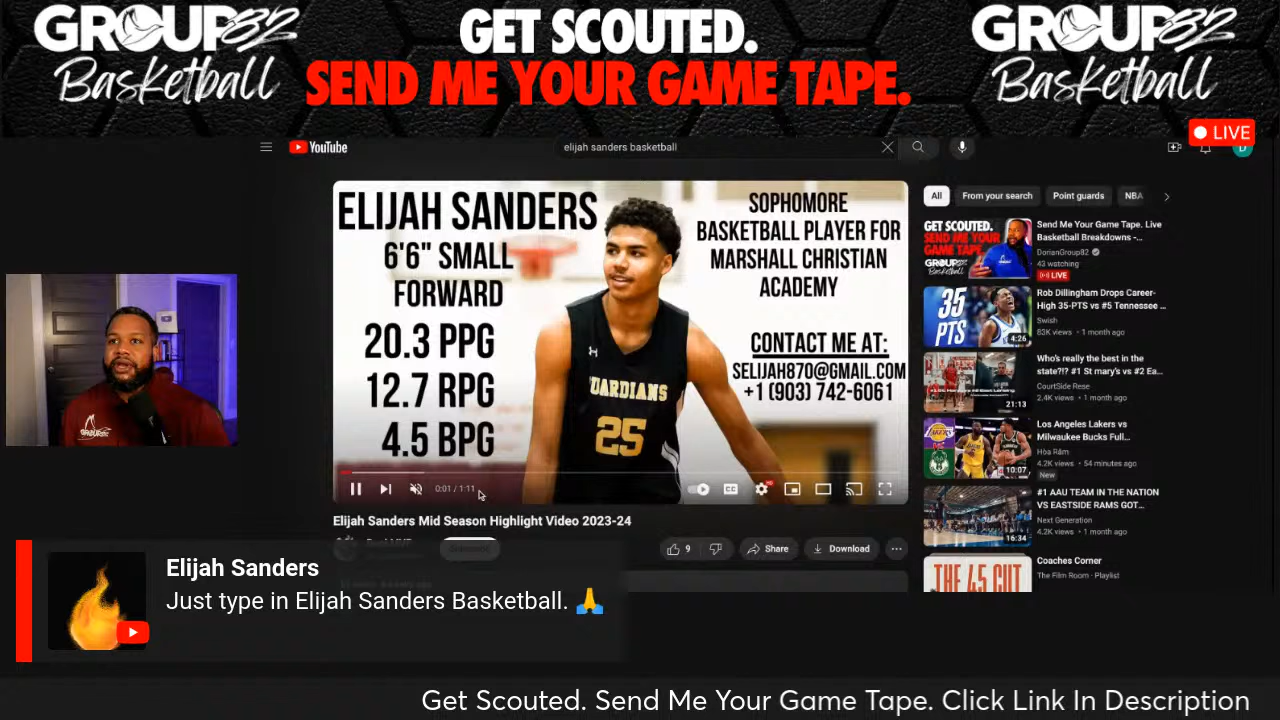 GROUP82
Basketball
GET SCOUTED.
SEND ME YOUR GAME TAPE.
GROUP82
Basketball
LIVE
YouTube
elijah sanders basketball
ELIJAH SANDERS
6'6" SMALL
FORWARD
20.3 PPG
12.7 RPG
4.5 BPG
SOPHOMORE
BASKETBALL PLAYER FOR
MARSHALL CHRISTIAN
ACADEMY
CONTACT ME AT:
SELIJAH870@GMAIL.COM
+1 (903) 742-6061
GUARDIANS
25
0:01 / 1:11
CC
Elijah Sanders Mid Season Highlight Video 2023-24
9
Share
Download
All
From your search
Point guards
NBA
GET SCOUTED.
SEND ME YOUR
GAME TAPE.
Send Me Your Game Tape. Live
Basketball Breakdowns -...
DorianGroup82
43 watching
LIVE
35
PTS
4:26
Rob Dillingham Drops Career-
High 35-PTS vs #5 Tennessee ...
Swish
83K views • 1 month ago
21:13
Who's really the best in the
state?!? #1 St mary's vs #2 Ea...
CourtSide Rese
2.4K views • 1 month ago
10:07
Los Angeles Lakers vs
Milwaukee Bucks Full...
Hba Râm
4.2K views • 54 minutes ago
New
16:34
#1 AAU TEAM IN THE NATION
VS EASTSIDE RAMS GOT...
Next Generation
4.2K views • 1 month ago
THE 45 CUT
Coaches Corner
The Film Room · Playlist
Elijah Sanders
Just type in Elijah Sanders Basketball. 🙏
Get Scouted. Send Me Your Game Tape. Click Link In Description